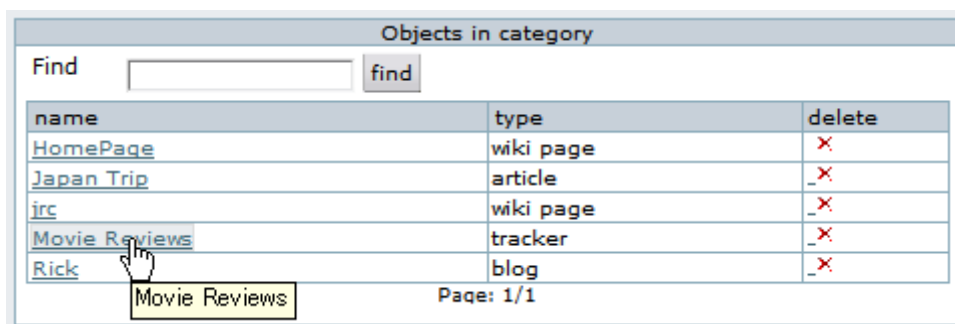 Objects in category
Find find
name type delete
HomePage wiki page
Japan Trip article
jrc wiki page
Movie Reviews tracker
Rick blog
Movie Reviews Page: 1/1